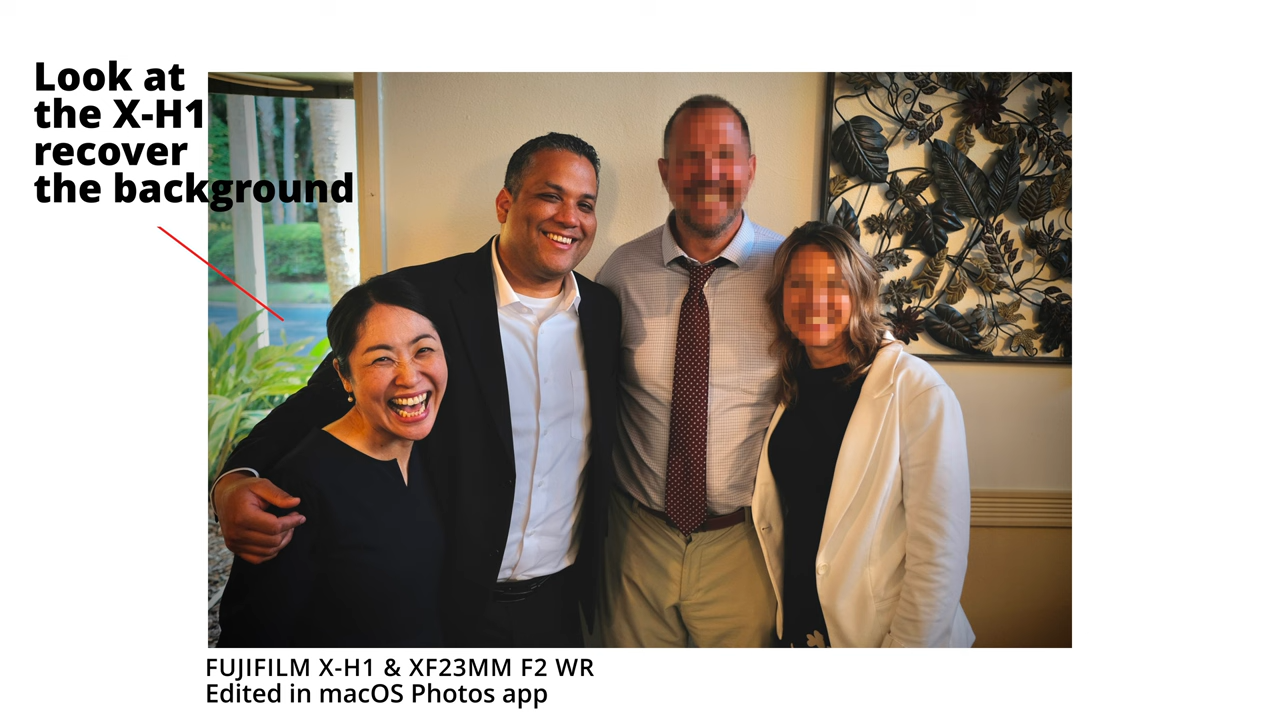 Look at
the X-H1
recover
the background
FUJIFILM X-H1 & XF23MM F2 WR
Edited in macOS Photos app